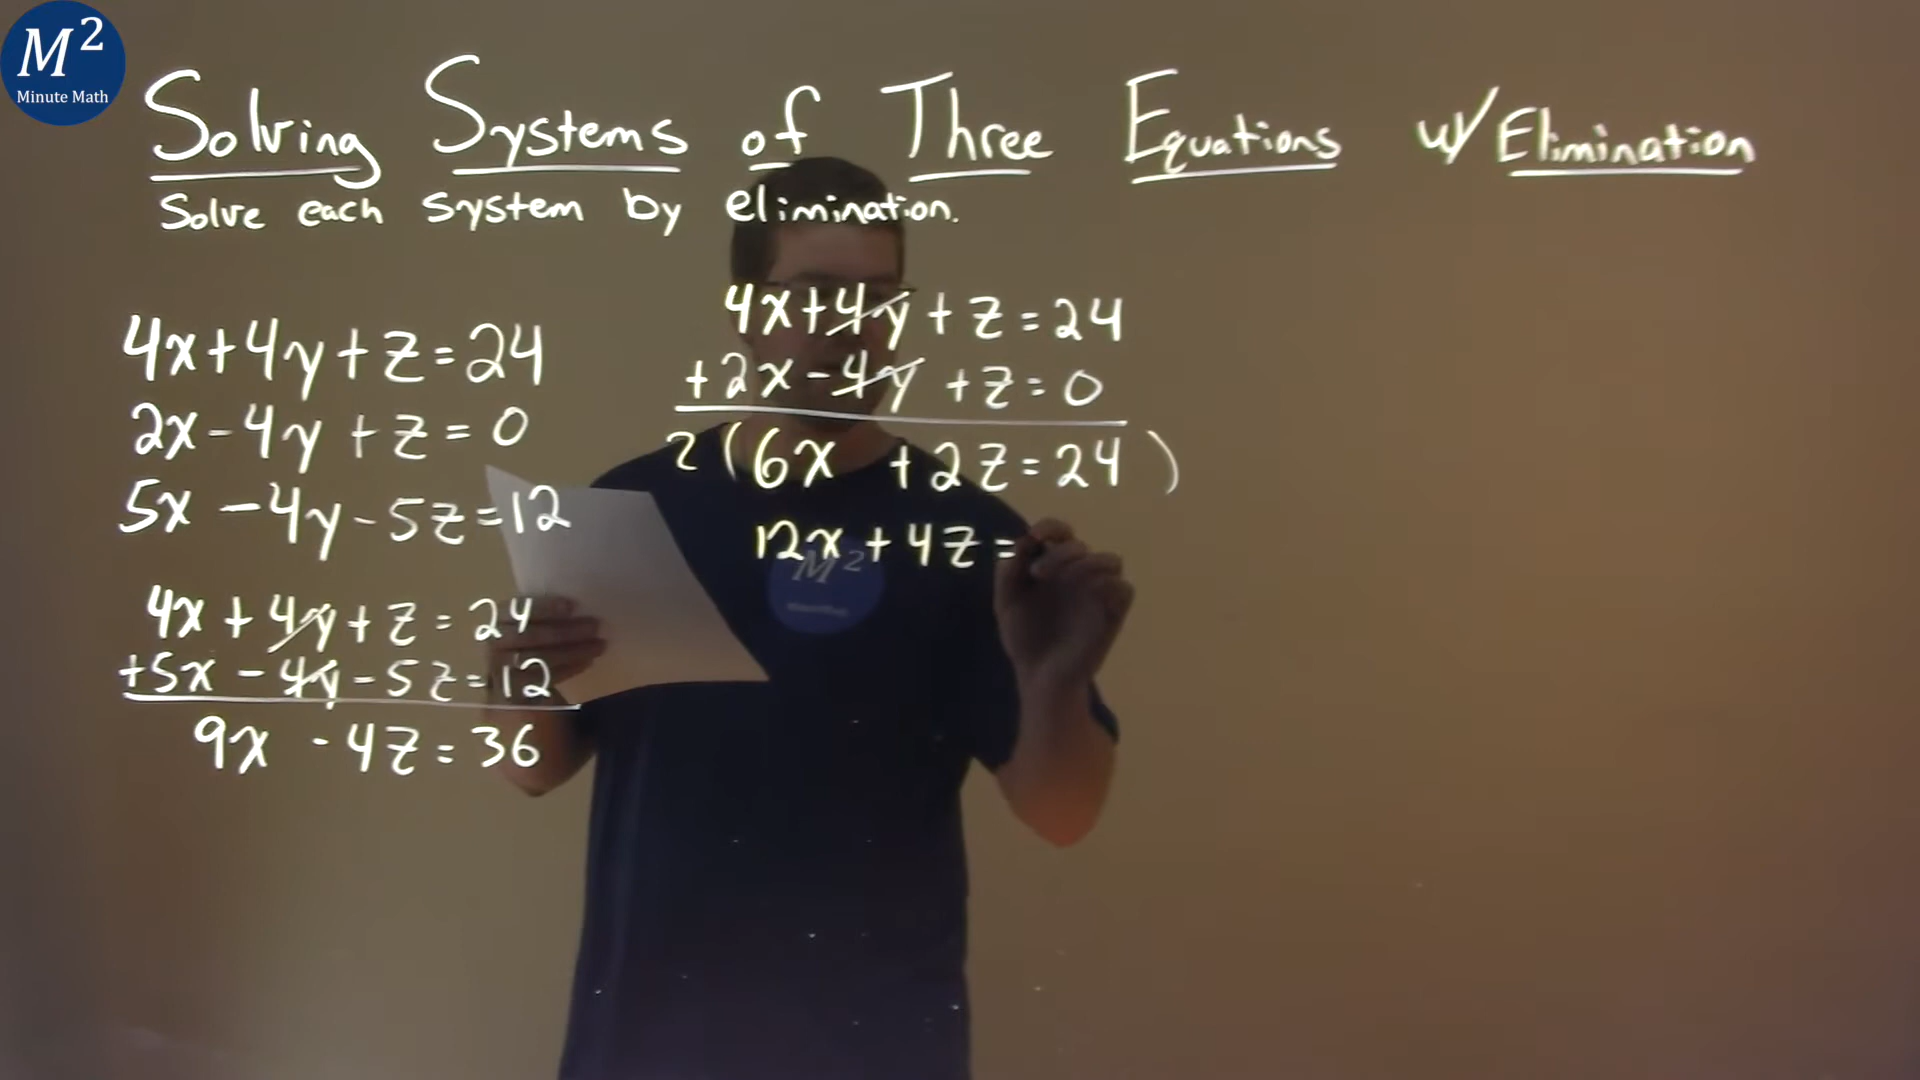 M²
Minute Math
Solving Systems of Three Equations w/ Elimination
Solve each system by elimination.
4x+4y+z=24
2x-4y+z=0
5x-4y-5z=12
4x+4y+z=24
+5x-4y-5z=12
9x -4z=36
4x+4y+z=24
+2x-4y+z=0
2(6x +2z=24)
12x+4z=
M²